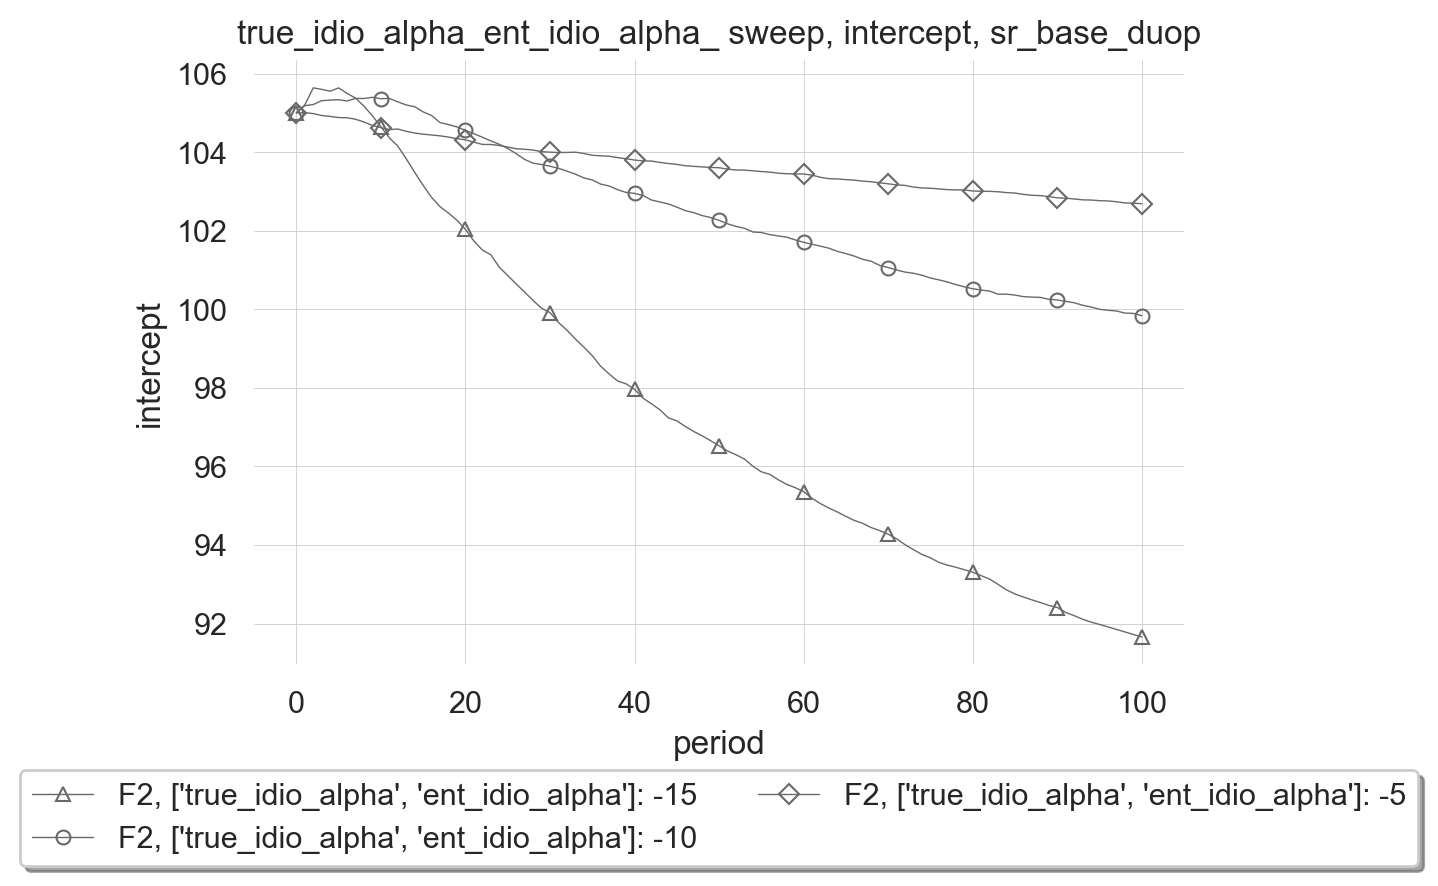 true_idio_alpha_ent_idio_alpha_ sweep, intercept, sr_base_duop
106
104
102
100
98
96
94
92
intercept
0 20 40 60 80 100
period
F2, ['true_idio_alpha', 'ent_idio_alpha']: -15
F2, ['true_idio_alpha', 'ent_idio_alpha']: -10
F2, ['true_idio_alpha', 'ent_idio_alpha']: -5